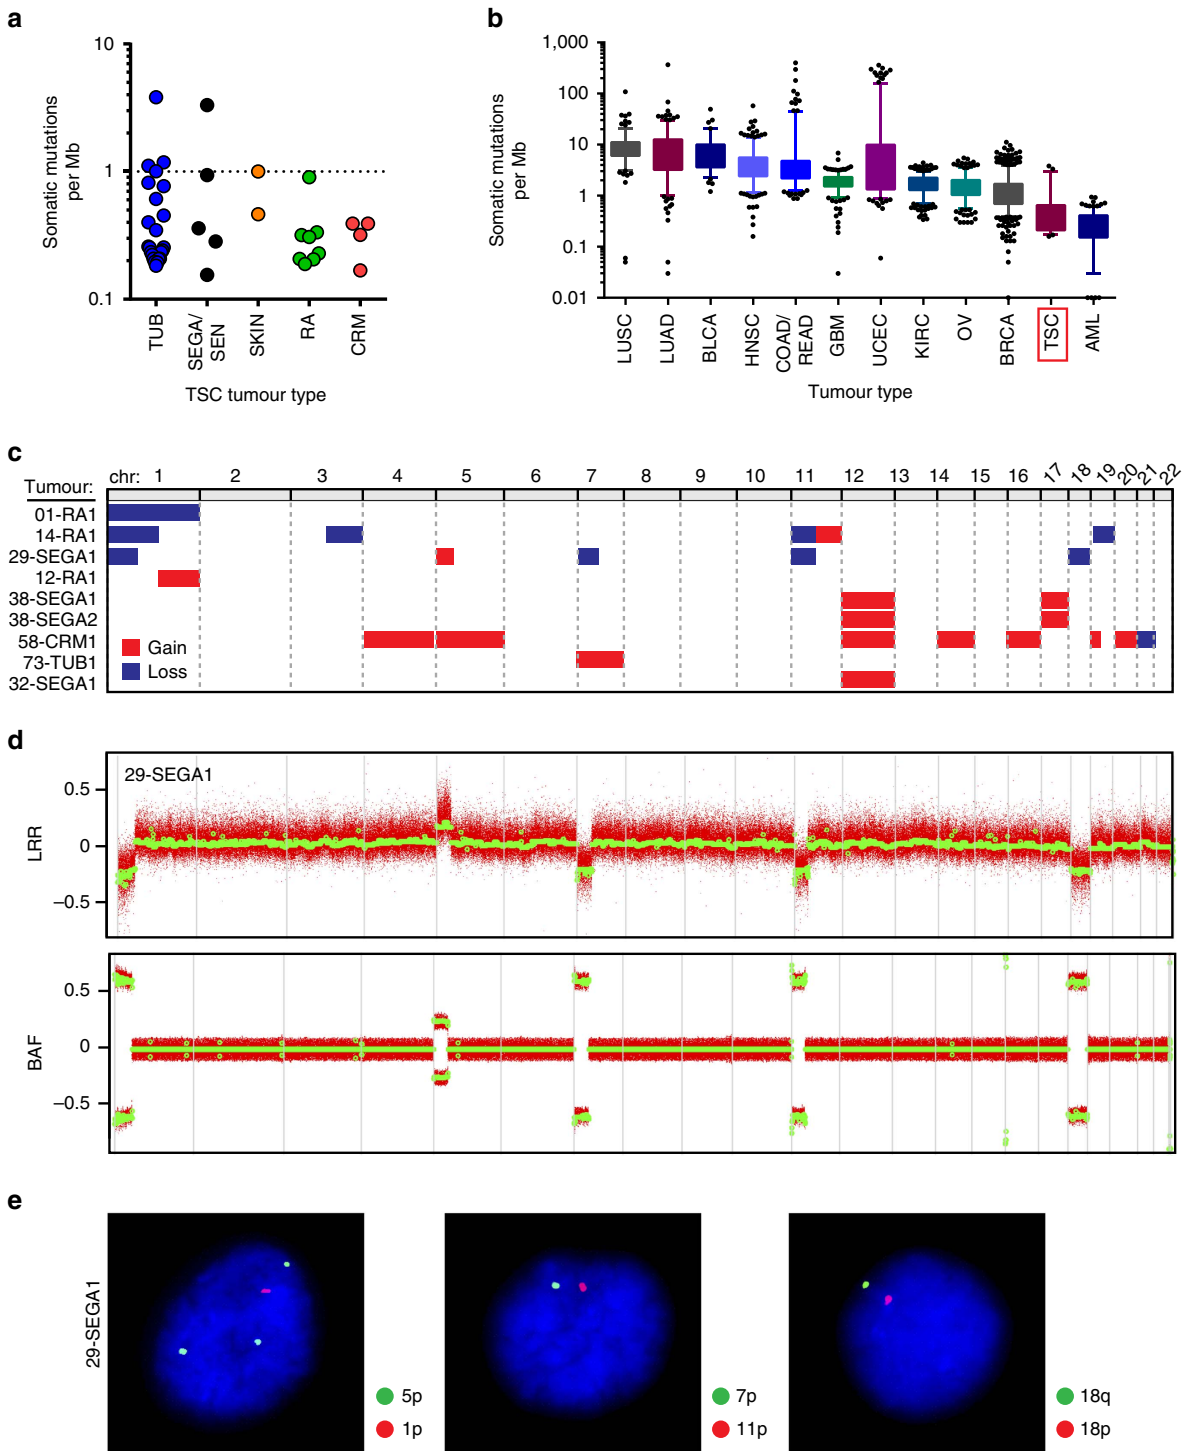 a
10
1
0.1
Somatic mutations
per Mb
TUB
SEGA/
SEN
SKIN
RA
CRM
TSC tumour type
b
1,000
100
10
1
0.1
0.01
Somatic mutations
per Mb
LUSC
LUAD
BLCA
HNSC
COAD/
READ
GBM
UCEC
KIRC
OV
BRCA
TSC
AML
Tumour type
c
chr: 1 2 3 4 5 6 7 8 9 10 11 12 13 14 15 16 17 18 19 20 21 22
Tumour:
01-RA1
14-RA1
29-SEGA1
12-RA1
38-SEGA1
38-SEGA2
58-CRM1
73-TUB1
32-SEGA1
Gain
Loss
d
29-SEGA1
0.5
0
−0.5
LRR
0.5
0
−0.5
BAF
e
29-SEGA1
5p
1p
7p
11p
18q
18p